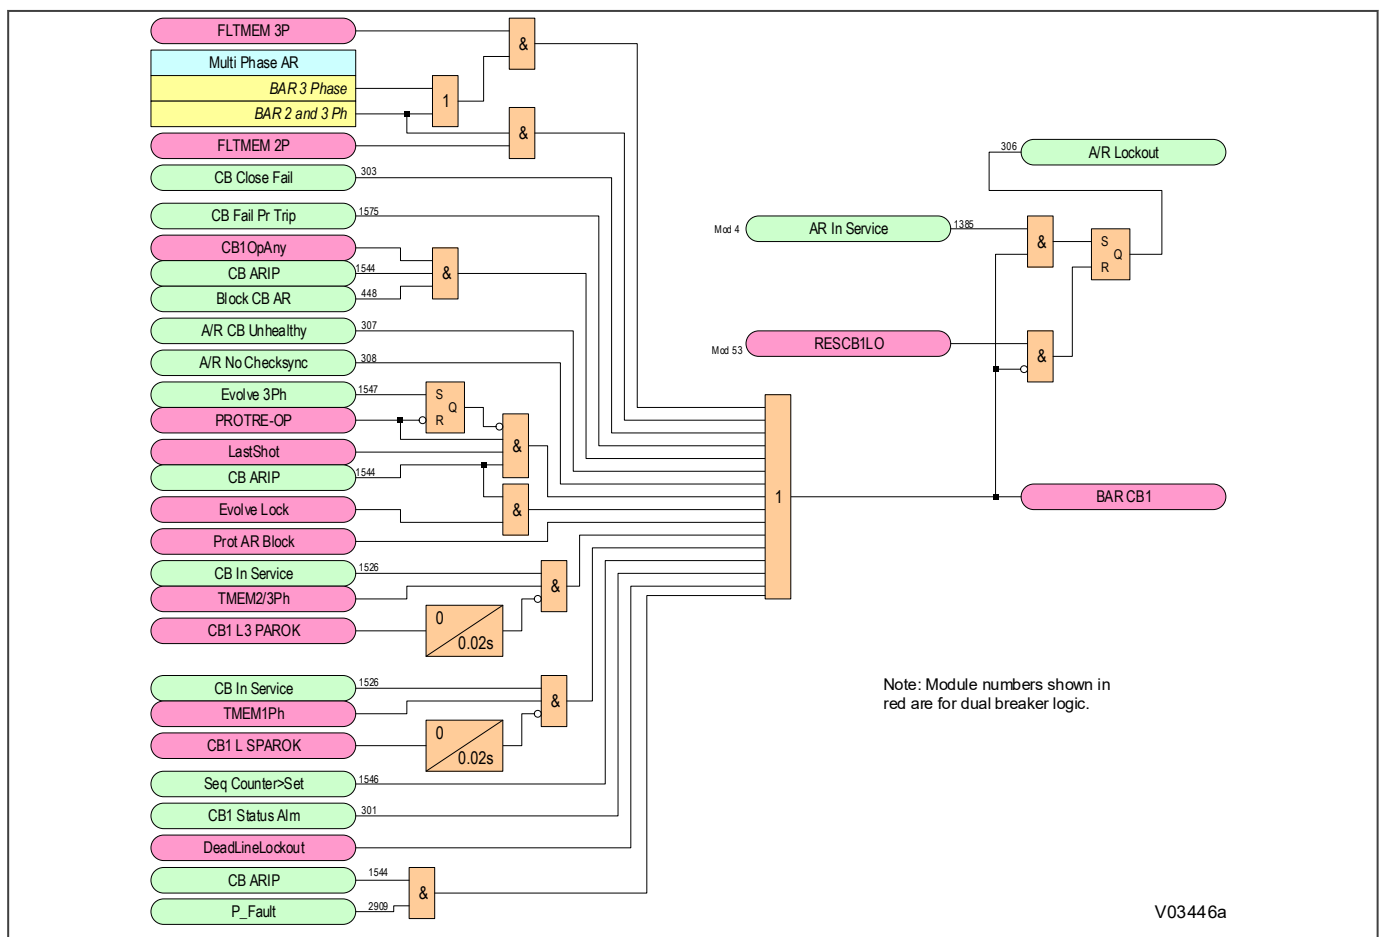 FLTMEM 3P
&
Multi Phase AR
BAR 3 Phase
1
BAR 2 and 3 Ph
&
FLTMEM 2P
CB Close Fail 303
CB Fail Pr Trip 1575
CB1OpAny
CB ARIP 1544
&
Block CB AR 448
A/R CB Unhealthy 307
A/R No Checksync 308
Evolve 3Ph 1547
S
Q
R
PROTRE-OP
&
LastShot
CB ARIP 1544
Evolve Lock
&
Prot AR Block
CB In Service 1526
&
TMEM2/3Ph
CB1 L3 PAROK
0
0.02s
CB In Service 1526
&
TMEM1Ph
CB1 L SPAROK
0
0.02s
Seq Counter>Set 1546
CB1 Status Alm 301
DeadLineLockout
CB ARIP 1544
&
P_Fault 2909
1
306 A/R Lockout
Mod 4 AR In Service 1385
&
S
Q
R
Mod 53 RESCB1LO
&
BAR CB1
Note: Module numbers shown in
red are for dual breaker logic.
V03446a